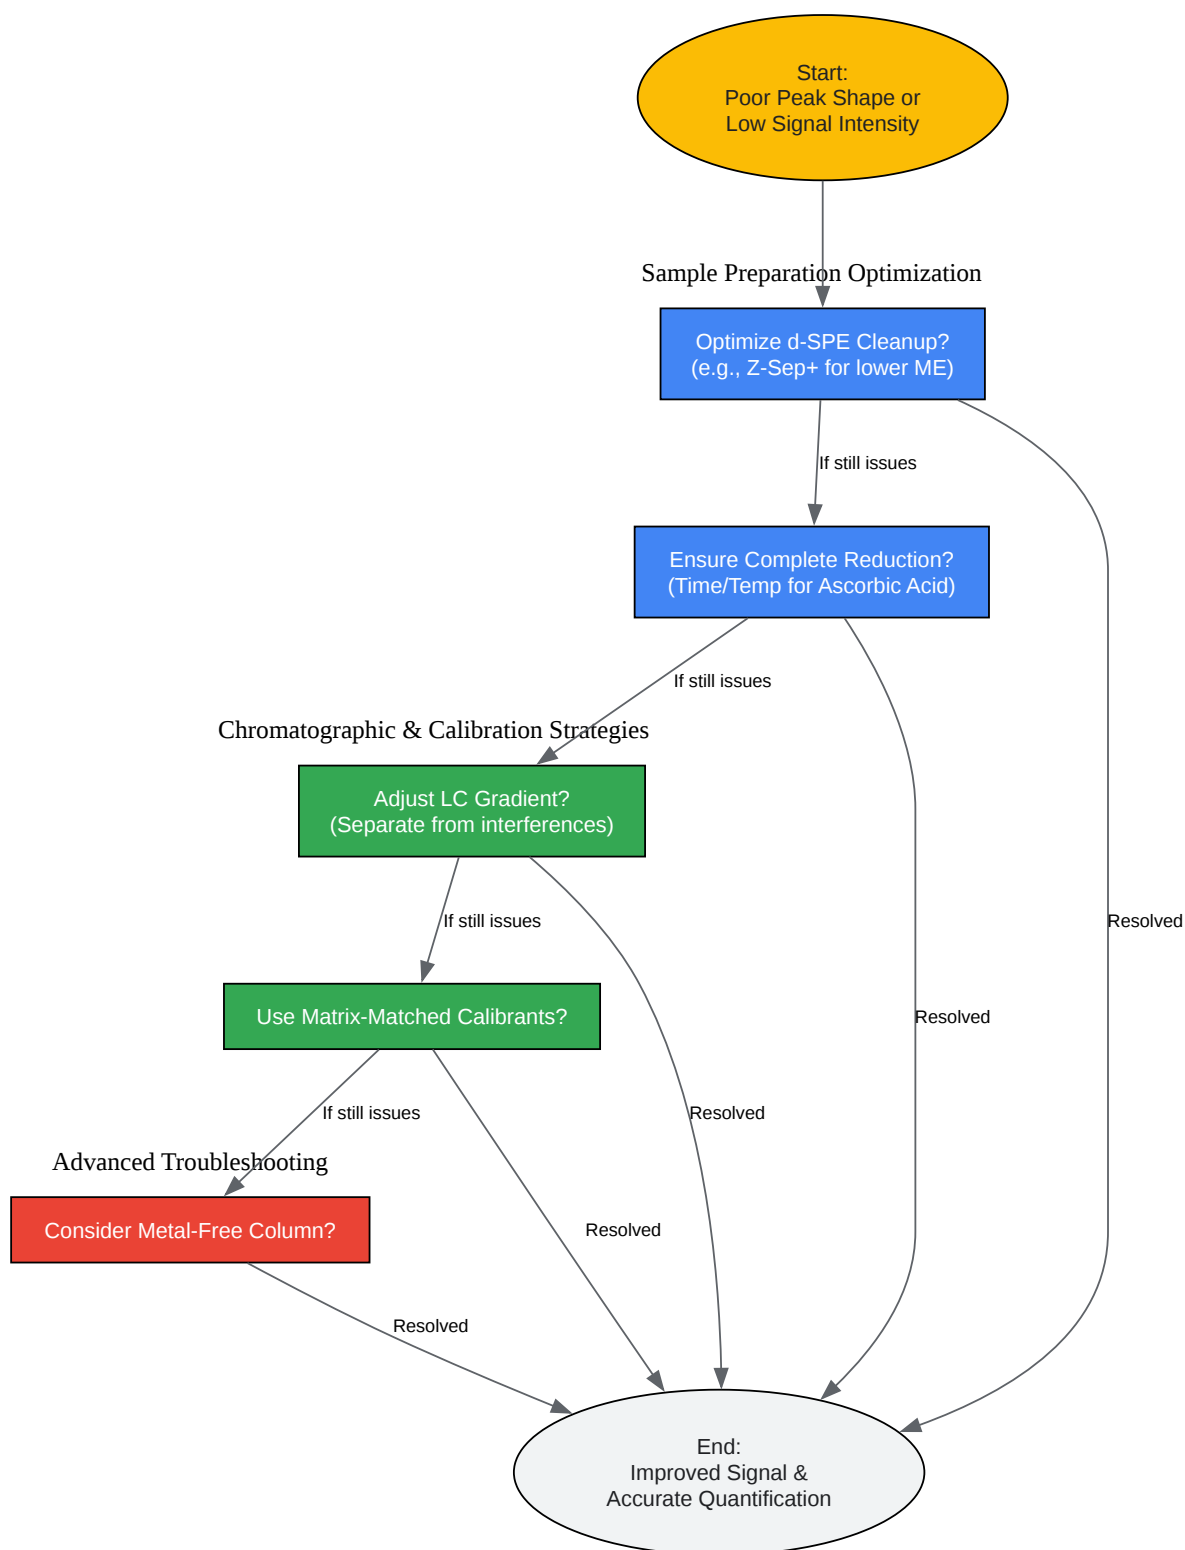 Start:
Poor Peak Shape or
Low Signal Intensity
Sample Preparation Optimization
Optimize d-SPE Cleanup?
(e.g., Z-Sep+ for lower ME)
If still issues
Ensure Complete Reduction?
(Time/Temp for Ascorbic Acid)
If still issues
Chromatographic & Calibration Strategies
Adjust LC Gradient?
(Separate from interferences)
If still issues
Resolved
Use Matrix-Matched Calibrants?
Resolved
If still issues
Resolved
Advanced Troubleshooting
Consider Metal-Free Column?
Resolved
Resolved
End:
Improved Signal &
Accurate Quantification